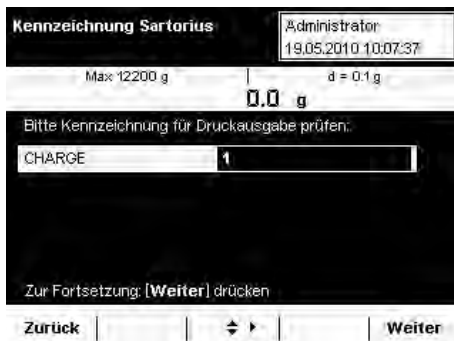 Kennzeichnung Sartorius
Administrator
19.05.2010 10:07:37
Max 12200 g
d = 0.1 g
0.0 g
Bitte Kennzeichnung für Druckausgabe prüfen:
CHARGE 1
Zur Fortsetzung: [Weiter] drücken
Zurück Weiter